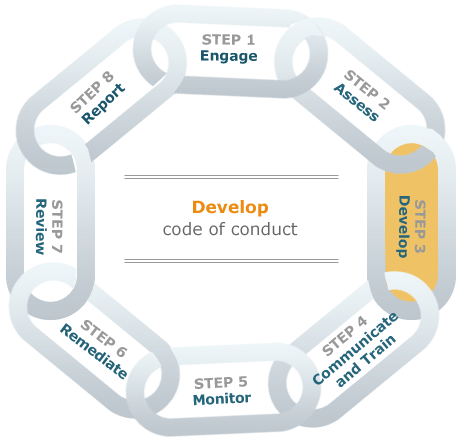 STEP 1
Engage
STEP 2
Assess
STEP 3
Develop
STEP 4
Communicate
and Train
STEP 5
Monitor
STEP 6
Remediate
STEP 7
Review
STEP 8
Report
Develop
code of conduct